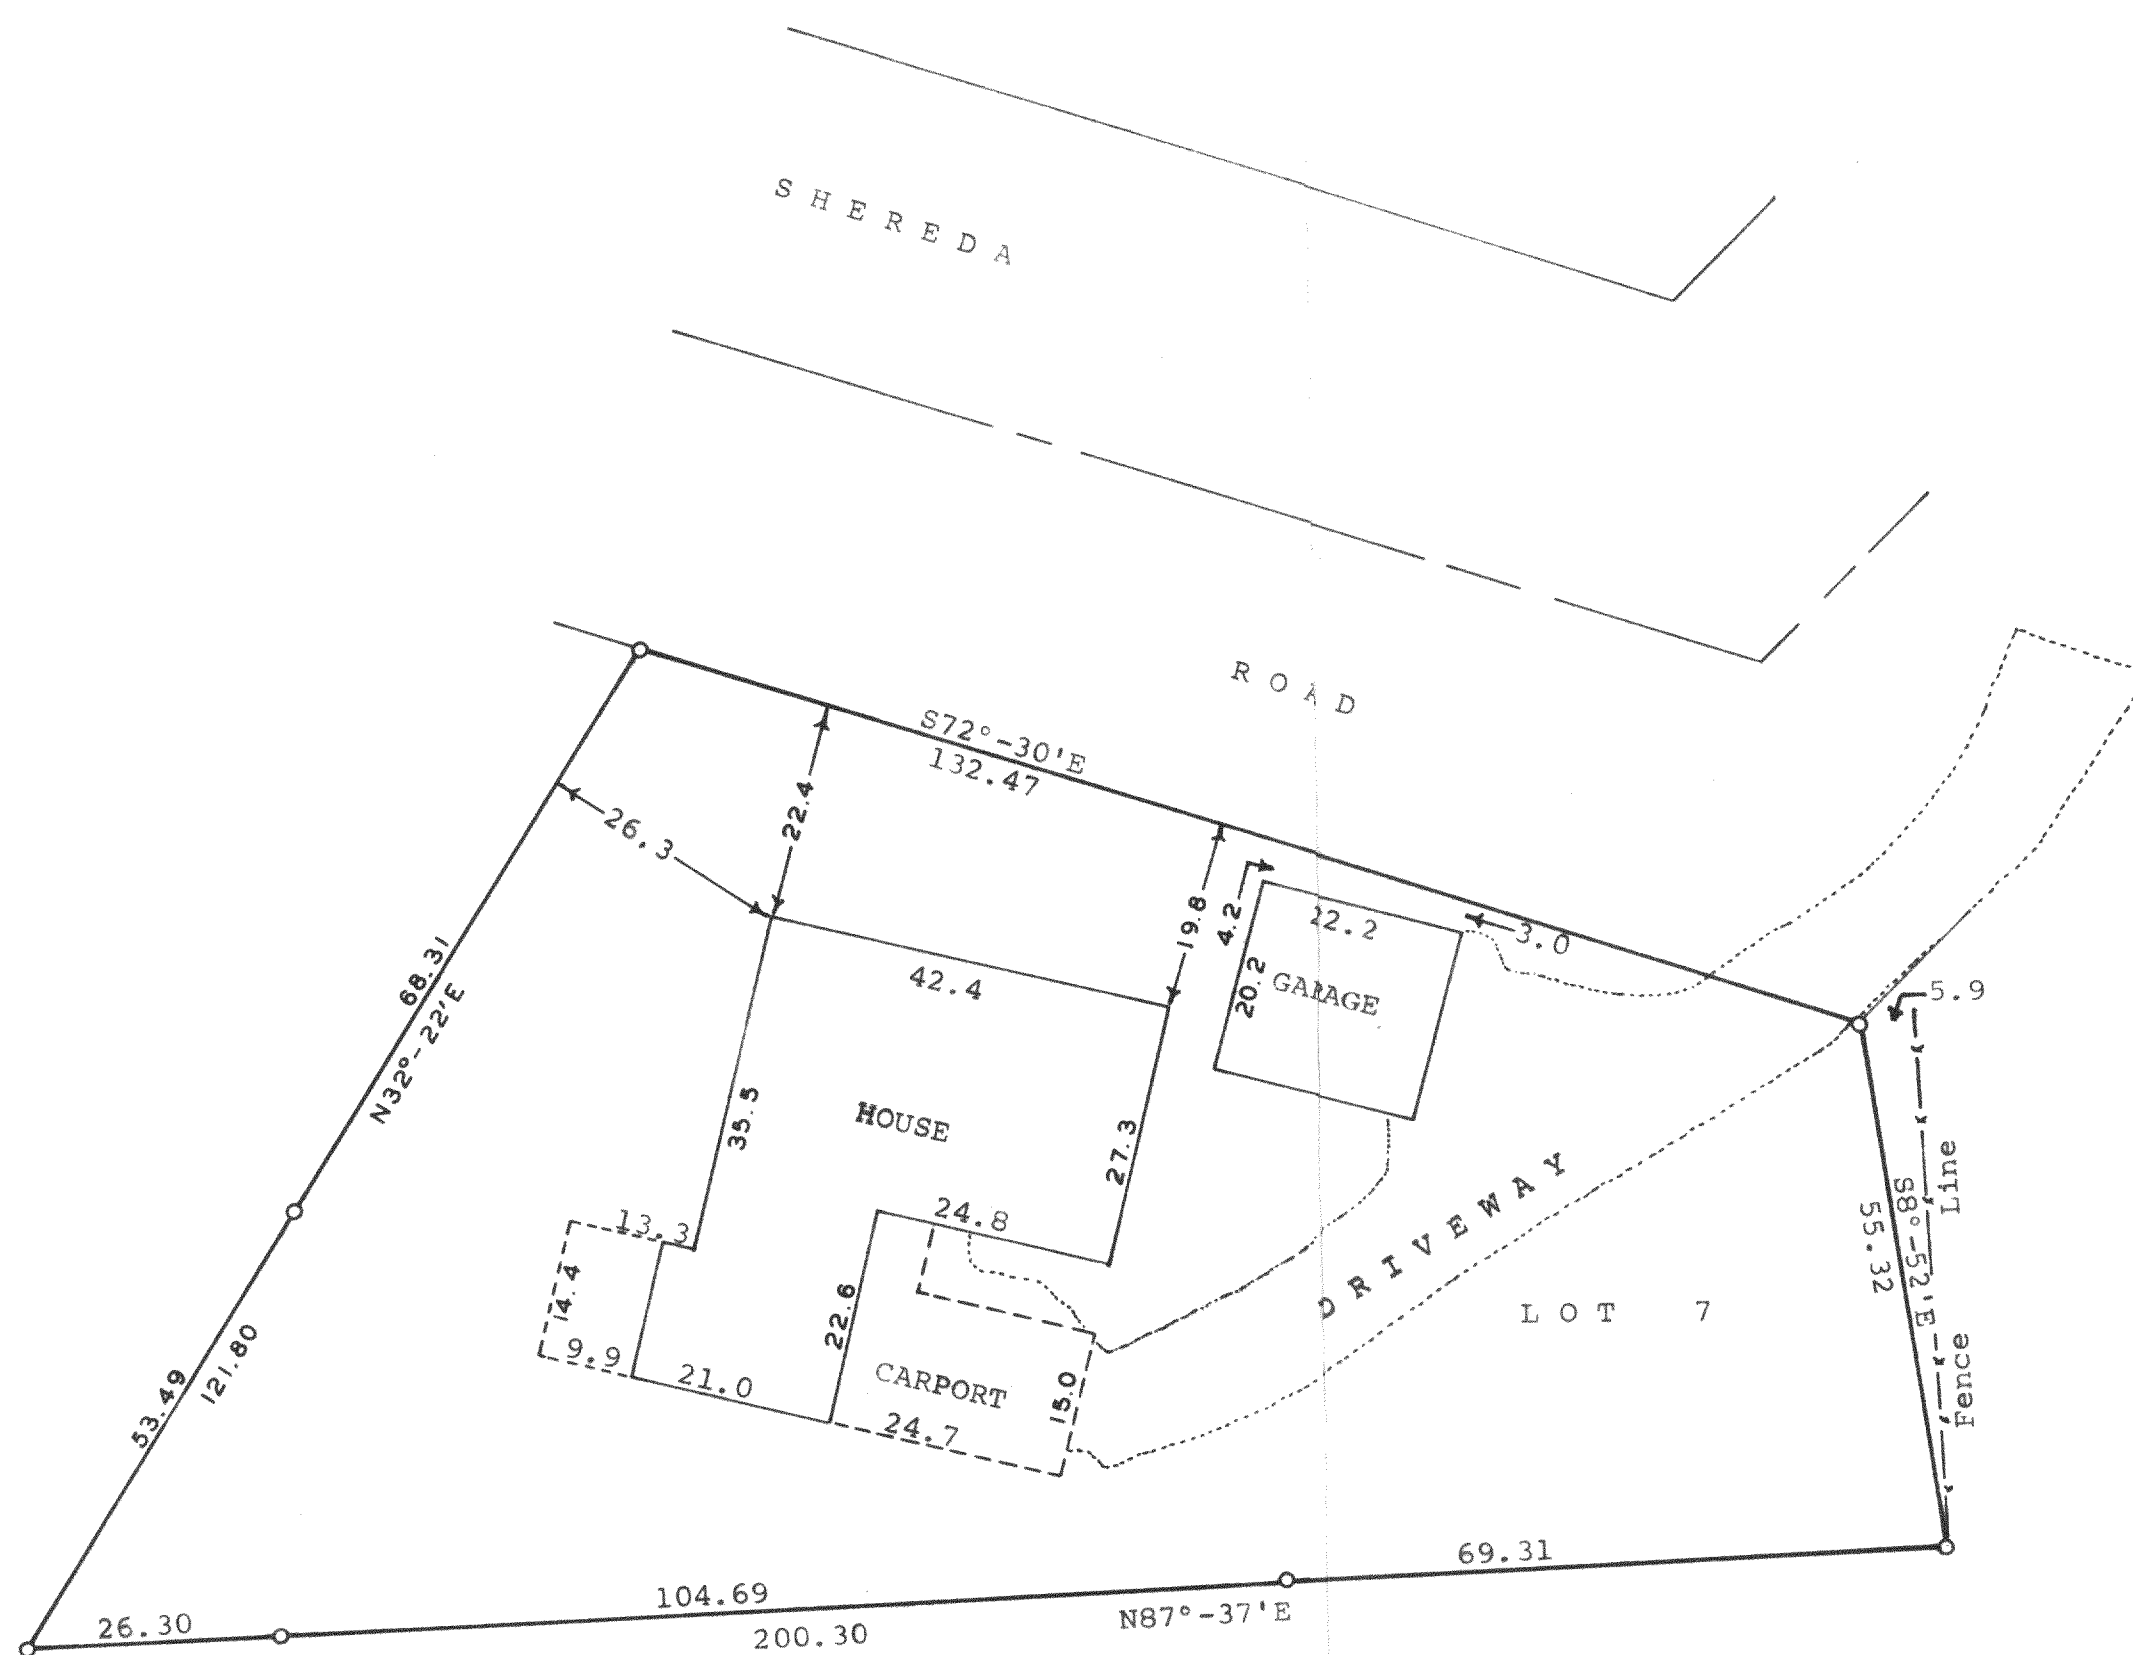 SHEREDA
ROAD
S72°-30'E
132.47
22.4
26.3
19.8
4.2
22.2
3.0
GARAGE
20.2
42.4
5.9
68.31
N32°-22'E
35.5
HOUSE
27.3
DRIVEWAY
Line
S8°-52'E
55.32
Fence
13.3
24.8
14.4
22.6
LOT 7
9.9
21.0
CARPORT
15.0
24.7
53.49
121.80
69.31
104.69
26.30
200.30
N87°-37'E